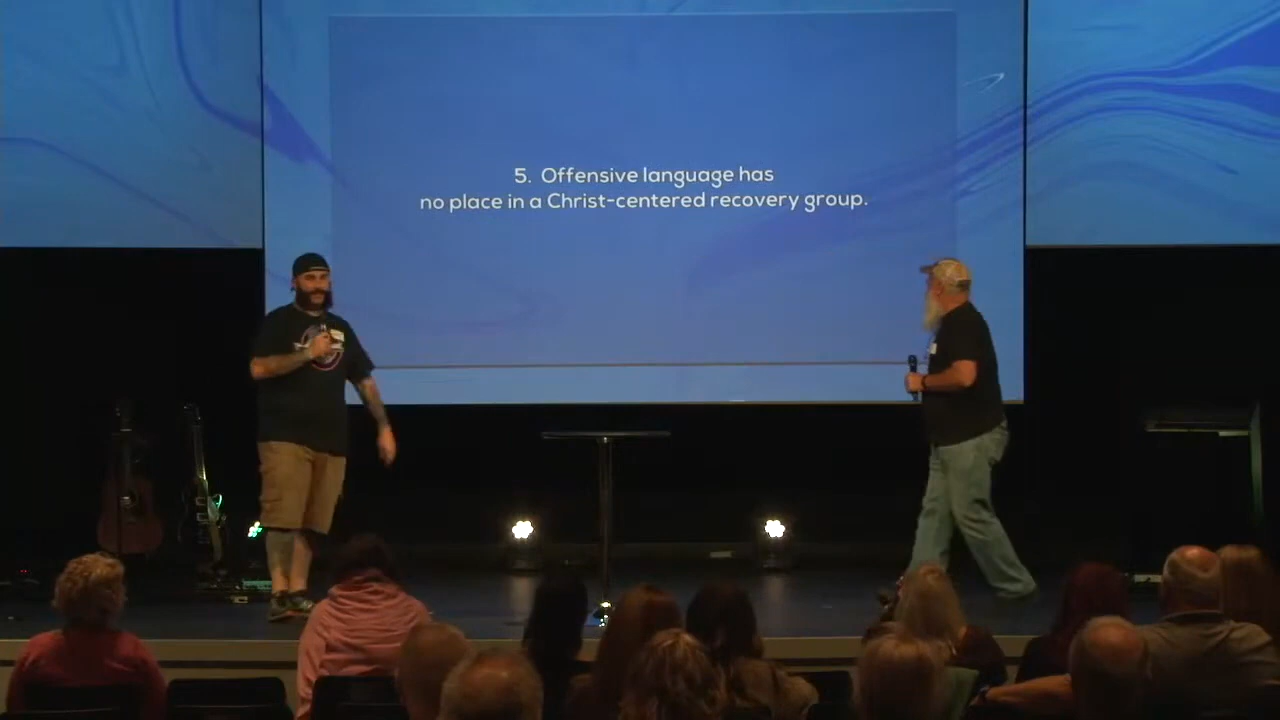 5. Offensive language has
no place in a Christ-centered recovery group.